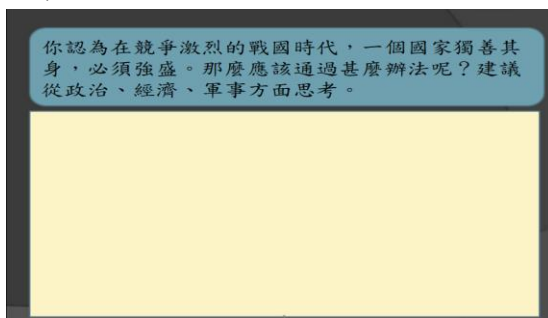 你認為在競爭激烈的戰國時代，一個國家獨善其
身，必須強盛。那麼應該通過甚麼辦法呢？建議
從政治、經濟、軍事方面思考。